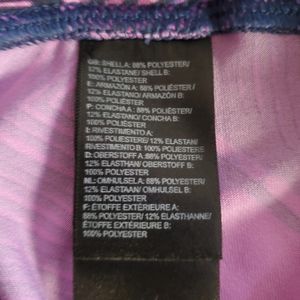 GB: SHELL A: 88% POLYESTER/
12% ELASTANE/ SHELL B:
100% POLYESTER
E: ARMAZÓN A: 88% POLIÉSTER/
12% ELASTANO/ ARMAZÓN B:
100% POLIÉSTER
P: CONCHA A: 88% POLIÉSTER/
12% ELASTANO/ CONCHA B:
100% POLIÉSTER
I: RIVESTIMENTO A:
100% POLIESTERE/ 12% ELASTAN/
RIVESTIMENTO B: 100% POLIESTERE
D: OBERSTOFF A: 88% POLYESTER/
12% ELASTHAN/ OBERSTOFF B:
100% POLYESTER
NL: OMHULSEL A: 88% POLYESTER/
12% ELASTAAN/ OMHULSEL B:
100% POLYESTER
F: ÉTOFFE EXTÉRIEURE A:
88% POLYESTER/ 12% ELASTHANNE/
ÉTOFFE EXTÉRIEURE B:
100% POLYESTER